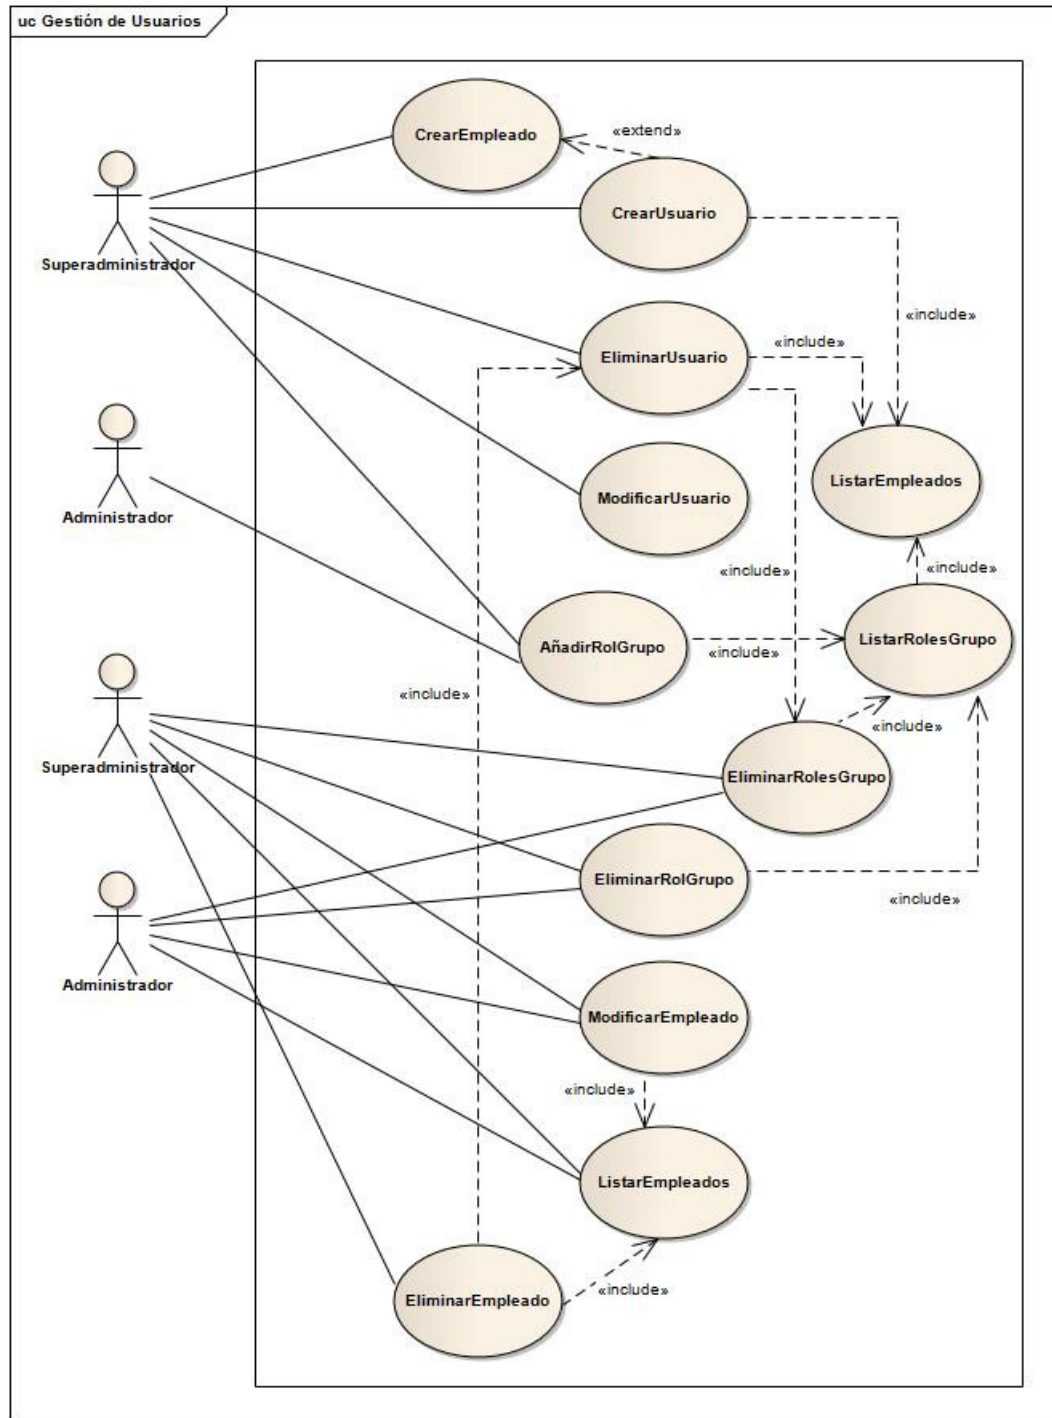 uc Gestión de Usuarios
CrearEmpleado
«extend»
CrearUsuario
Superadministrador
«include»
EliminarUsuario
«include»
ListarEmpleados
ModificarUsuario
Administrador
«include»
«include»
AñadirRolGrupo
ListarRolesGrupo
«include»
«include»
«include»
Superadministrador
EliminarRolesGrupo
EliminarRolGrupo
«include»
Administrador
ModificarEmpleado
«include»
ListarEmpleados
EliminarEmpleado
«include»